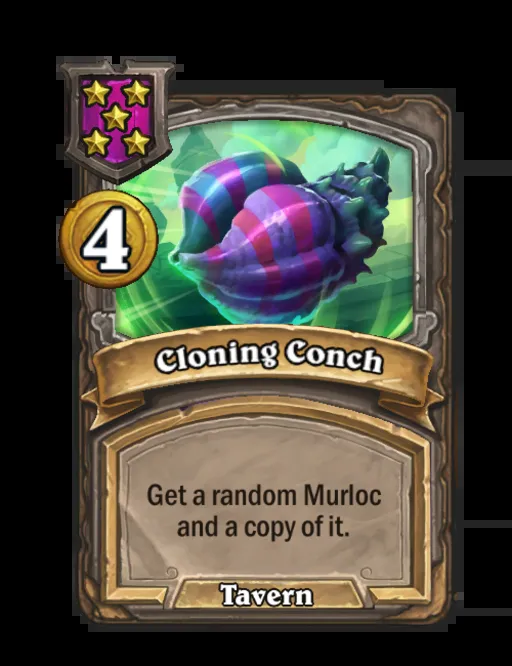 4
Cloning Conch
Get a random Murloc
and a copy of it.
Tavern